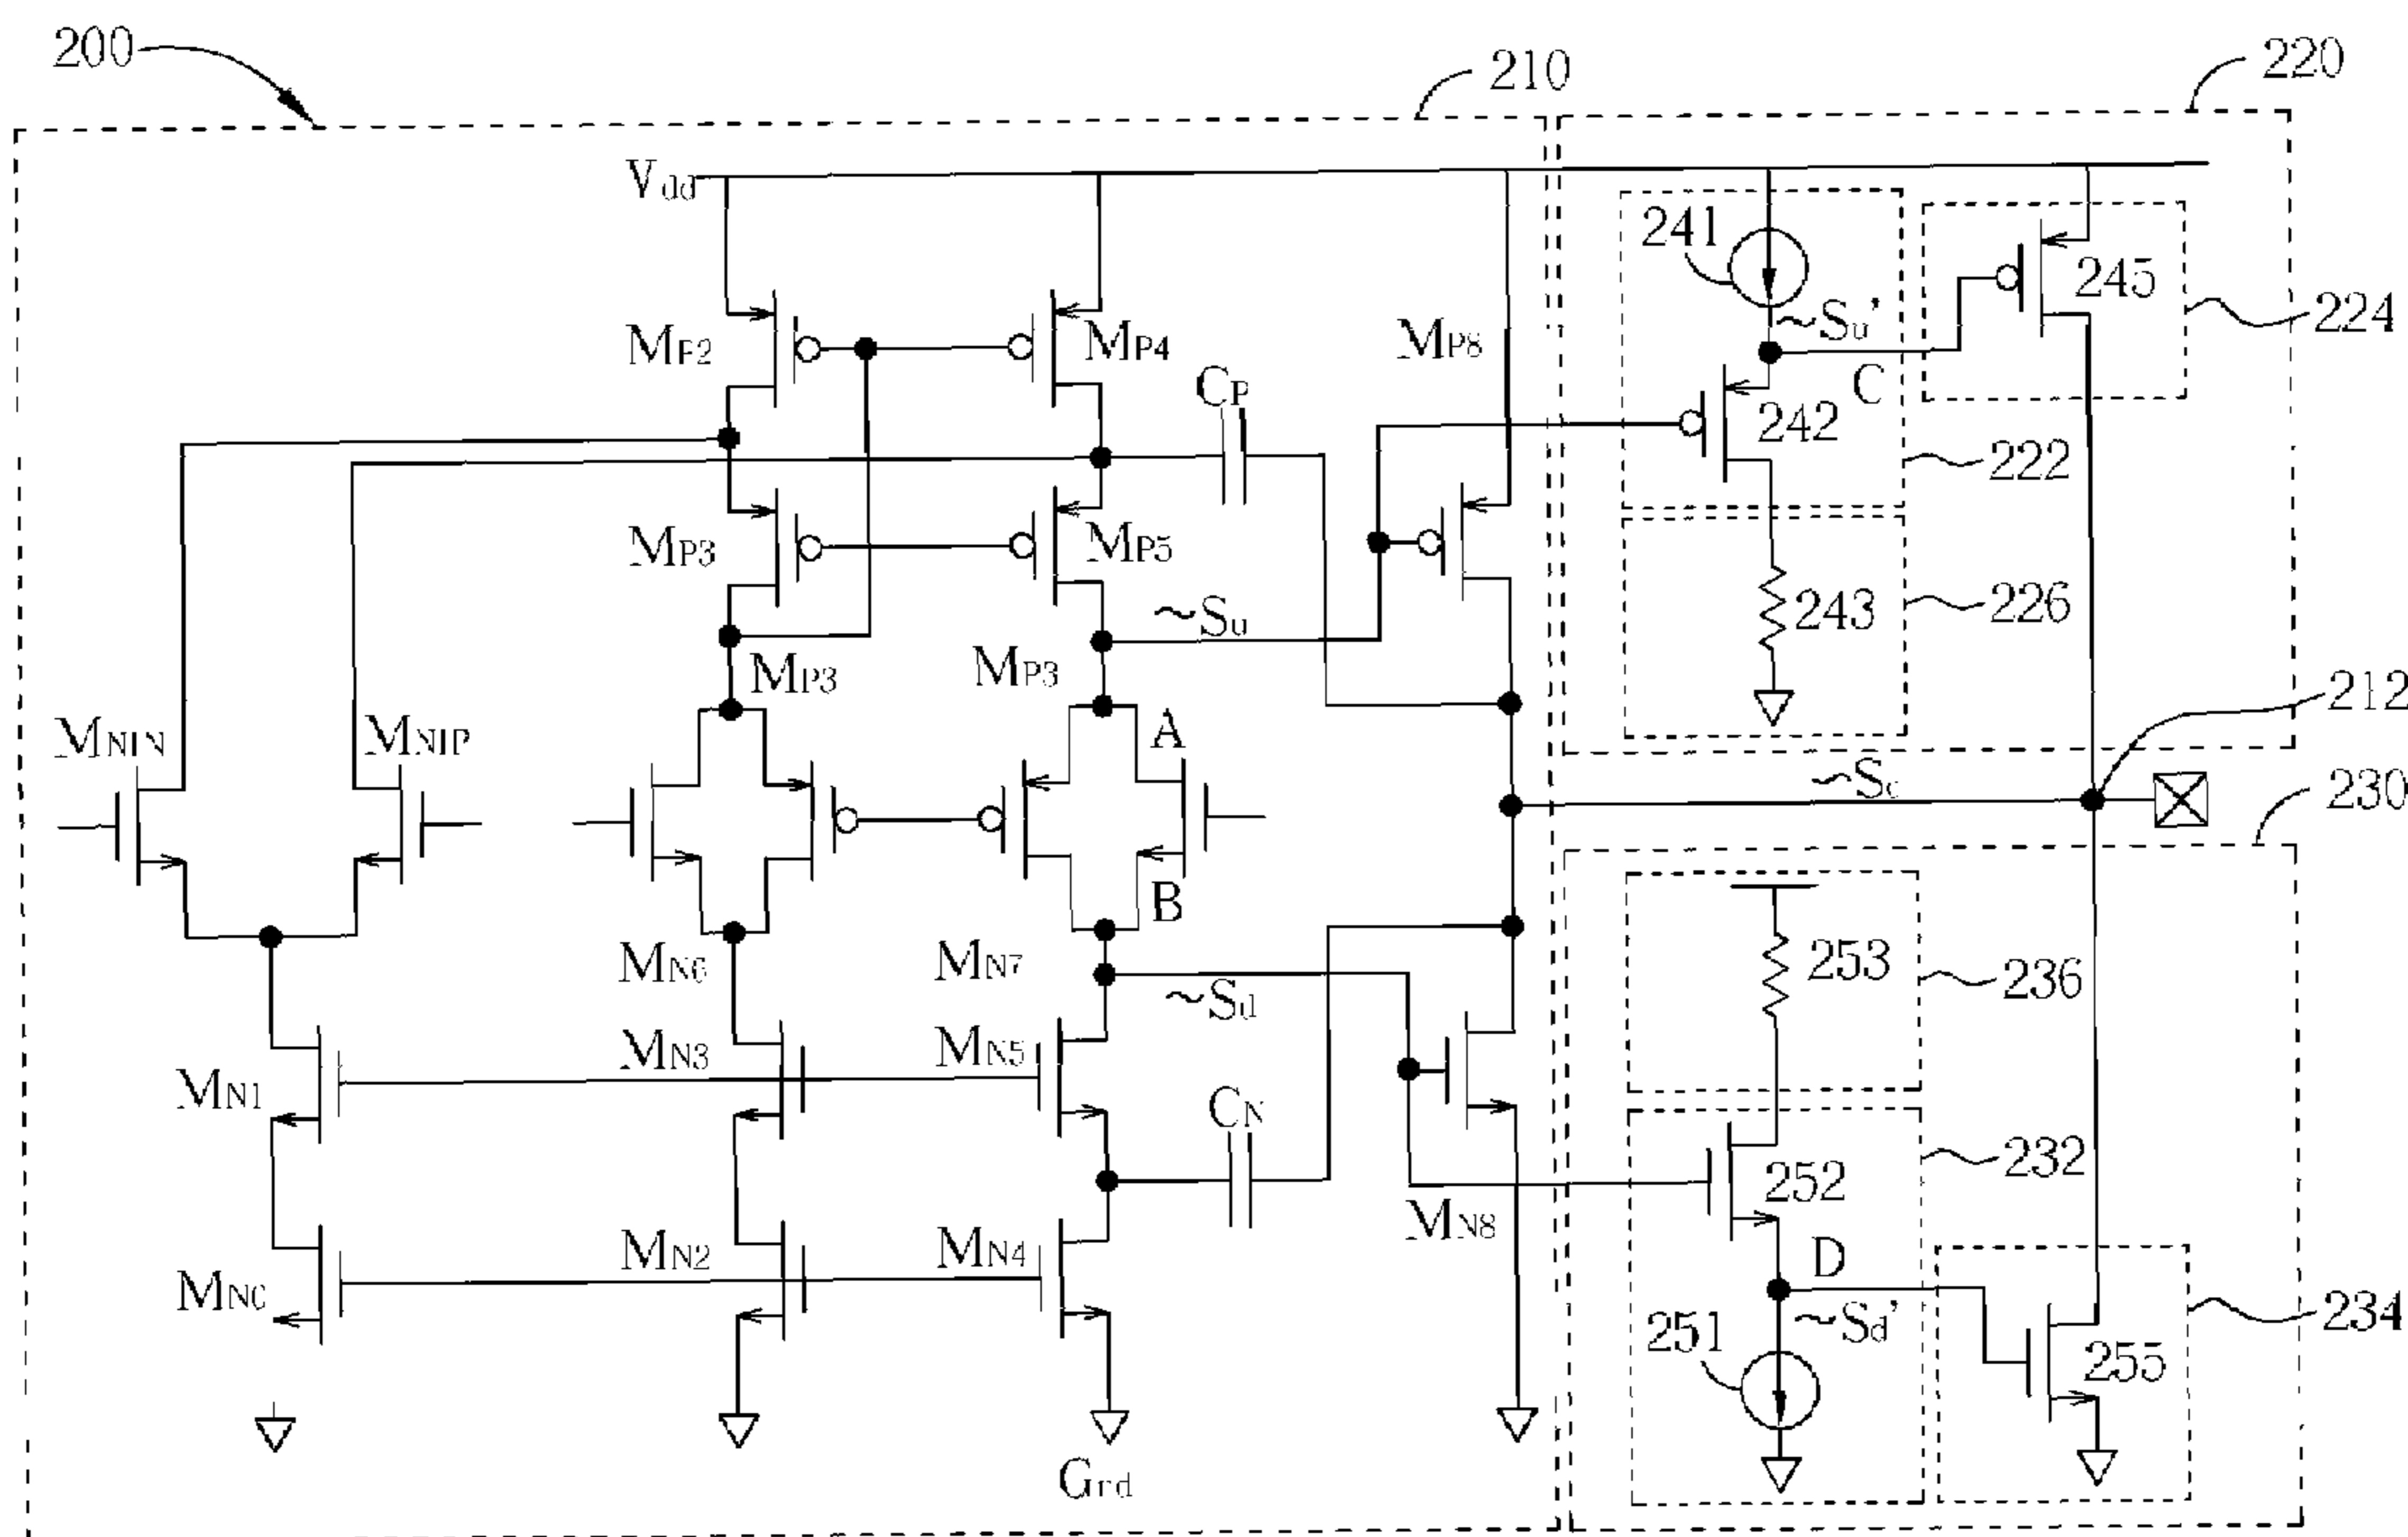 200
210
220
Vdd
241
~Su'
245
224
MP2
MP4
MP8
C
CP
242
222
MP3
MP5
~Su
243
226
MP3
MP3
212
MNIN
MNIP
A
~So
230
B
253
236
MN6
MN7
~Sd
MN3
MN5
MN1
CN
252
232
MN8
MN2
MN4
D
MN0
~Sd'
251
255
234
Grd